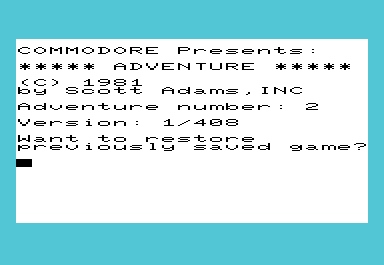 COMMODORE Presents:
***** ADVENTURE *****
(C) 1981
by Scott Adams,INC
Adventure number: 2
Version: 1/408
Want to restore
previously saved game?